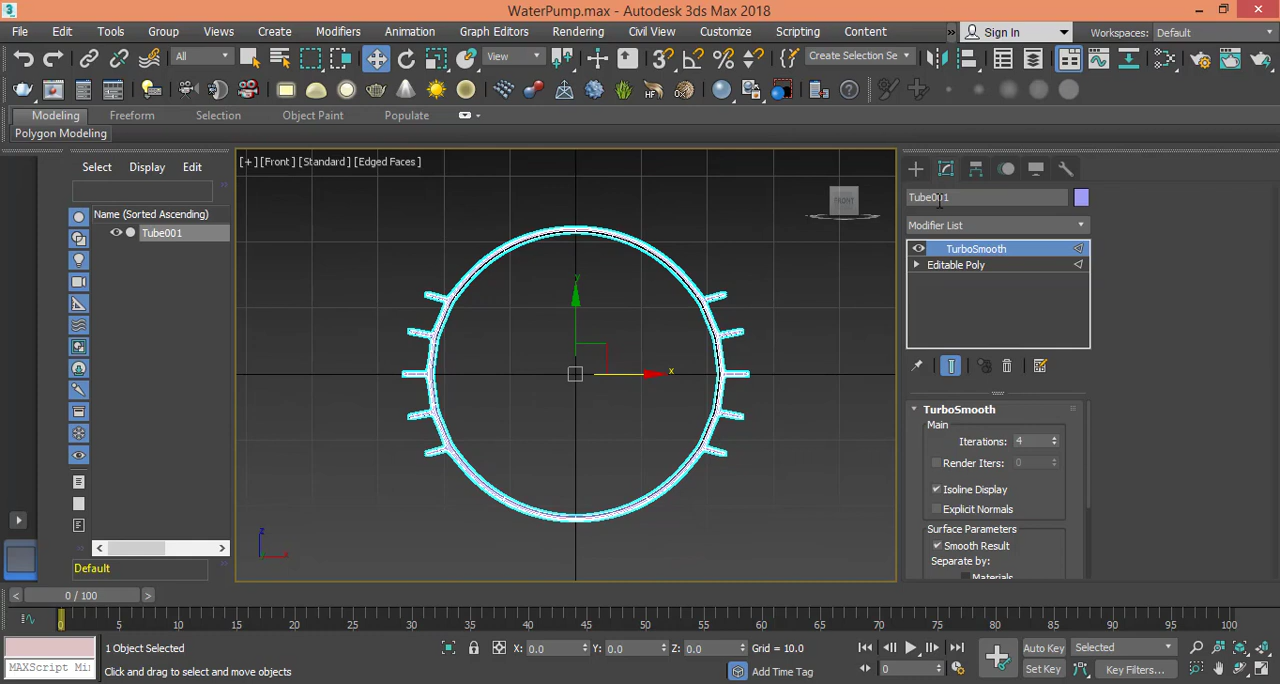 WaterPump.max - Autodesk 3ds Max 2018
File Edit Tools Group Views Create Modifiers Animation Graph Editors Rendering Civil View Customize Scripting Content » Sign In Workspaces: Default
All View Create Selection Se
Modeling Freeform Selection Object Paint Populate
Polygon Modeling
Select Display Edit
Name (Sorted Ascending)
Tube001
Default
[+] [Front] [Standard] [Edged Faces]
FRONT
y
x
z
Tube001
Modifier List
TurboSmooth
Editable Poly
TurboSmooth
Main
Iterations: 4
Render Iters: 0
Isoline Display
Explicit Normals
Surface Parameters
Smooth Result
Separate by:
Materials
0 / 100
0 5 10 15 20 25 30 35 40 45 50 55 60 65 70 75 80 85 90 95 100
1 Object Selected X: 0.0 Y: 0.0 Z: 0.0 Grid = 10.0 Auto Key Selected
MAXScript Mi Click and drag to select and move objects Add Time Tag 0 Set Key Key Filters...